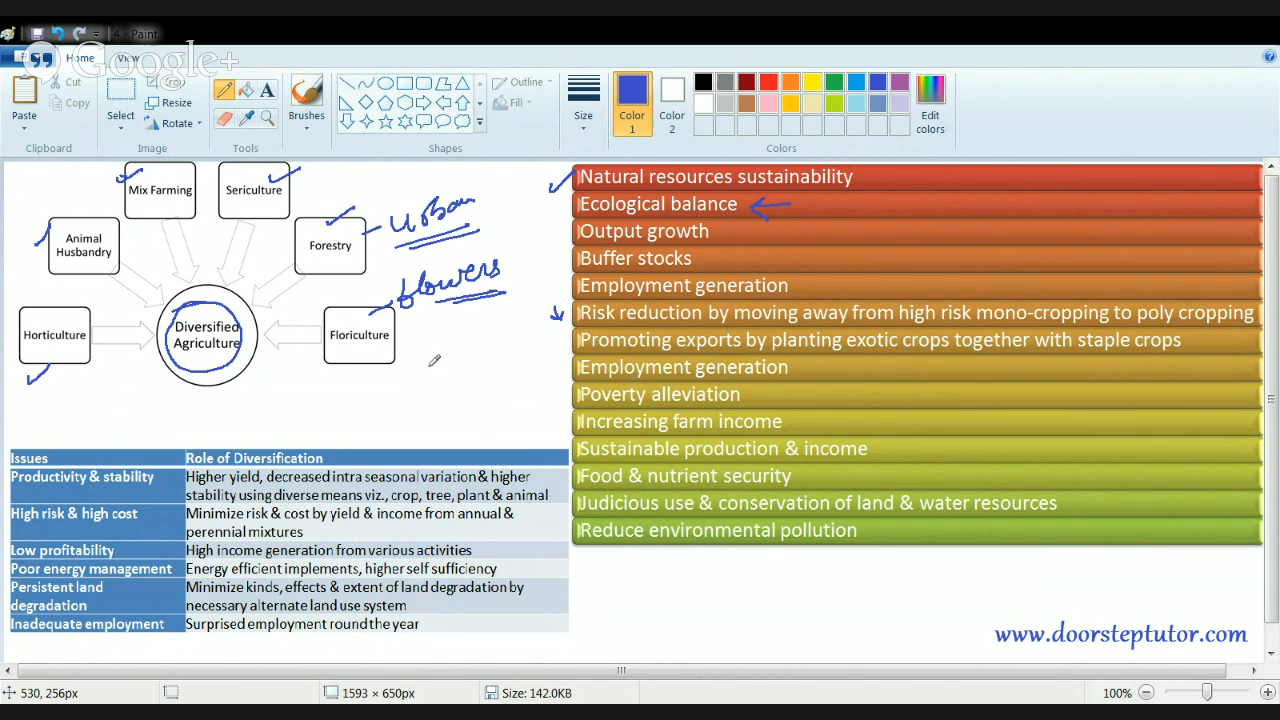 4 - Paint
Google+
Home
View
Paste
Cut
Copy
Clipboard
Select
Crop
Resize
Rotate
Image
Tools
Brushes
Shapes
Outline
Fill
Size
Color 1
Color 2
Colors
Edit colors
Mix Farming
Sericulture
Animal
Husbandry
Forestry
Urban
Horticulture
Diversified
Agriculture
Floriculture
flowers
Natural resources sustainability
Ecological balance
Output growth
Buffer stocks
Employment generation
Risk reduction by moving away from high risk mono-cropping to poly cropping
Promoting exports by planting exotic crops together with staple crops
Employment generation
Poverty alleviation
Increasing farm income
Sustainable production & income
Food & nutrient security
Judicious use & conservation of land & water resources
Reduce environmental pollution
Issues Role of Diversification
Productivity & stability Higher yield, decreased intra seasonal variation & higher
stability using diverse means viz., crop, tree, plant & animal
High risk & high cost Minimize risk & cost by yield & income from annual &
perennial mixtures
Low profitability High income generation from various activities
Poor energy management Energy efficient implements, higher self sufficiency
Persistent land Minimize kinds, effects & extent of land degradation by
degradation necessary alternate land use system
Inadequate employment Surprised employment round the year
www.doorsteptutor.com
530, 256px
1593 × 650px
Size: 142.0KB
100%